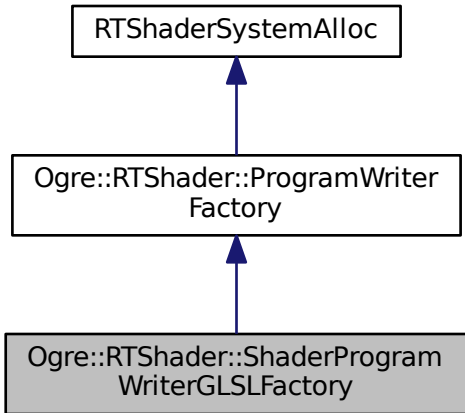 RTShaderSystemAlloc
Ogre::RTShader::ProgramWriter
Factory
Ogre::RTShader::ShaderProgram
WriterGLSLFactory